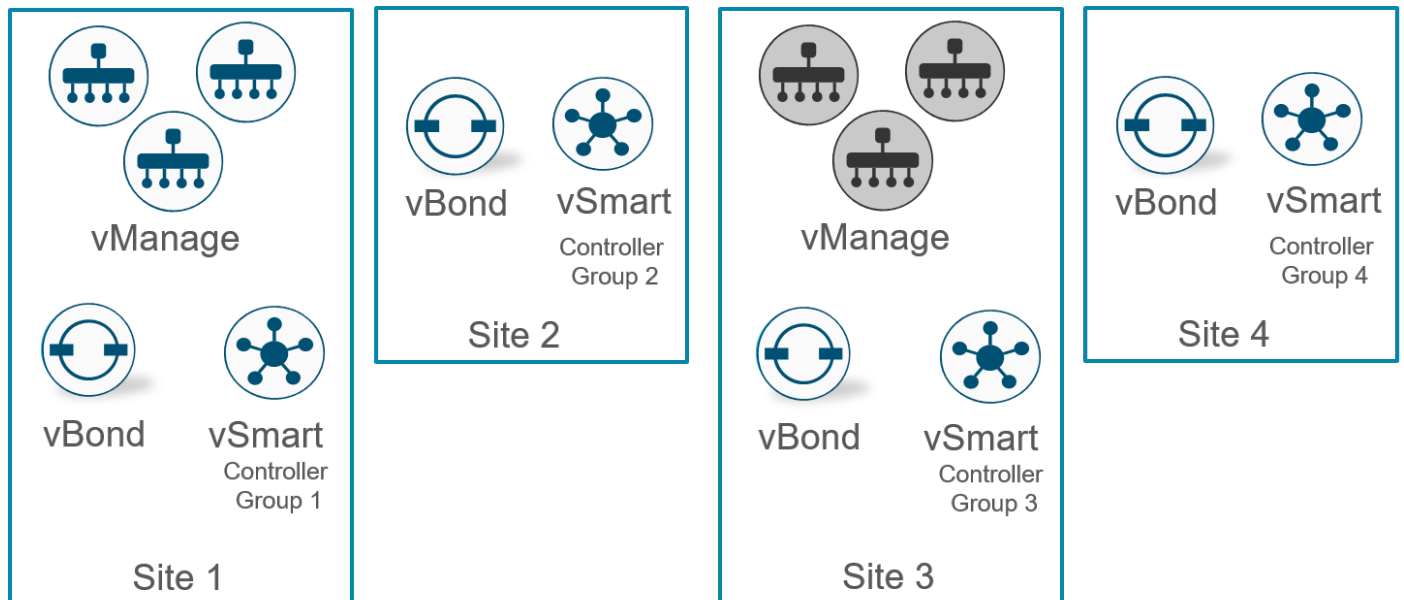 vManage
vBond
vSmart
Controller
Group 1
Site 1
vBond
vSmart
Controller
Group 2
Site 2
vManage
vBond
vSmart
Controller
Group 3
Site 3
vBond
vSmart
Controller
Group 4
Site 4